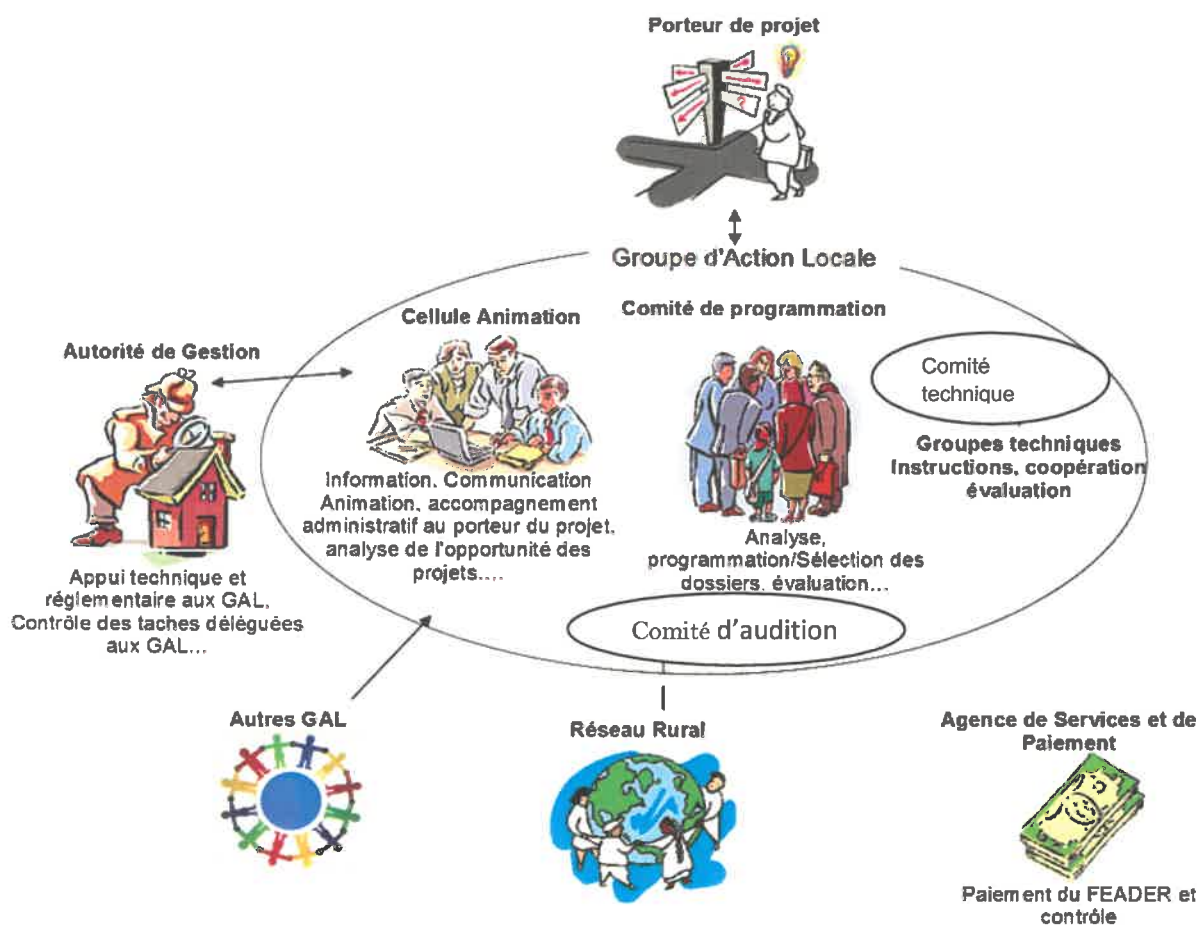 Porteur de projet
?
Groupe d'Action Locale
Cellule Animation
Comité de programmation
Autorité de Gestion
Comité
technique
Groupes techniques
Instructions, coopération
évaluation
Information, Communication
Animation, accompagnement
administratif au porteur du projet,
analyse de l'opportunité des
projets....
Analyse,
programmation/Sélection des
dossiers, évaluation...
Appui technique et
réglementaire aux GAL,
Contrôle des taches déléguées
aux GAL...
Comité d'audition
Autres GAL
Réseau Rural
Agence de Services et de
Paiement
Paiement du FEADER et
contrôle